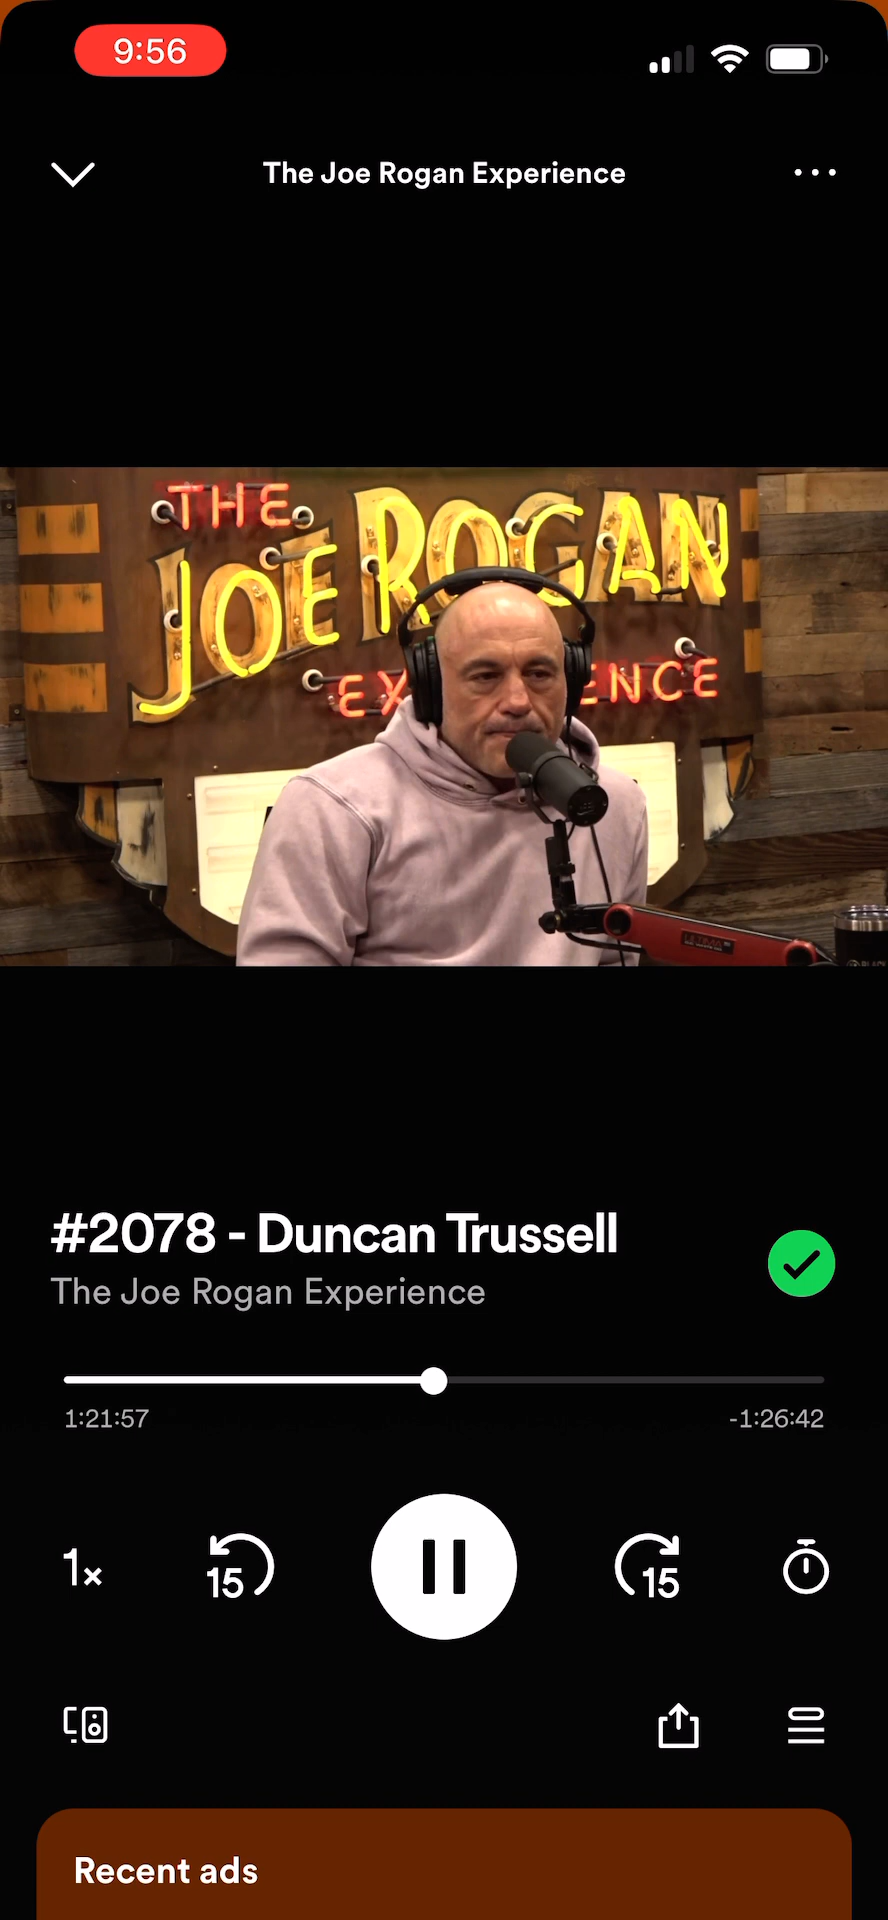 9:56
The Joe Rogan Experience
THE
JOE ROGAN
EX ENCE
#2078 - Duncan Trussell
The Joe Rogan Experience
1:21:57
-1:26:42
1x
15
15
Recent ads